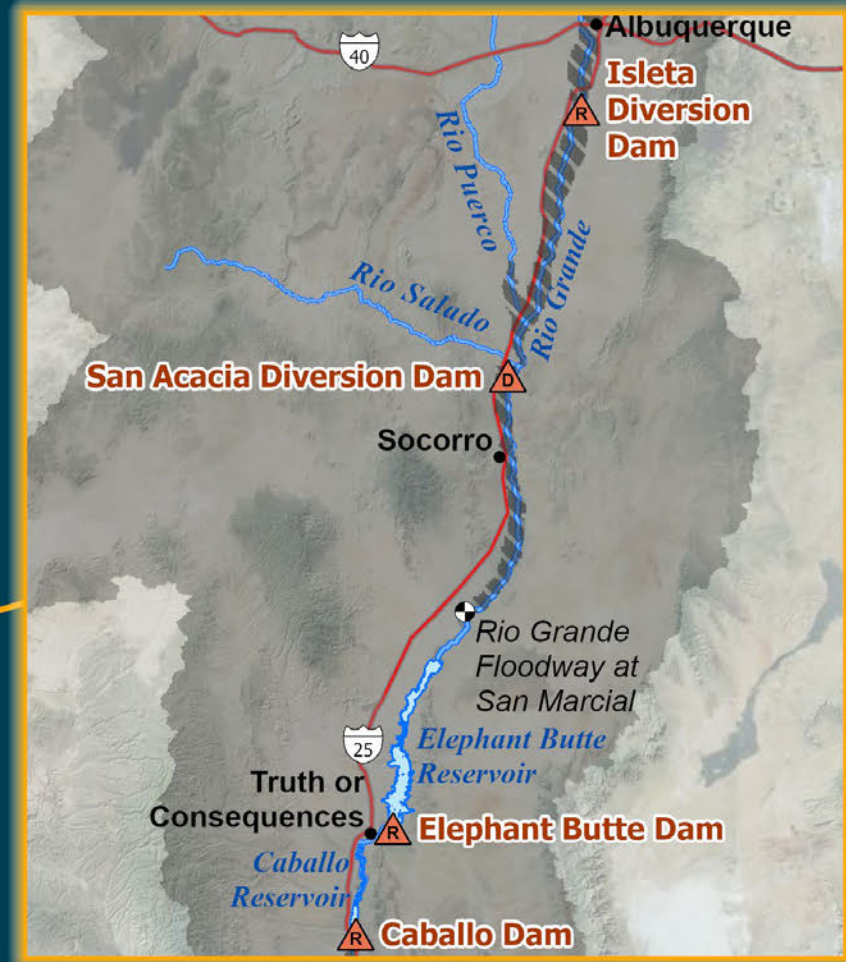 Albuquerque
40
Isleta
Diversion
Dam
R
Rio Puerco
Rio Grande
Rio Salado
San Acacia Diversion Dam
D
Socorro
Rio Grande
Floodway at
San Marcial
25
Elephant Butte
Reservoir
Truth or
Consequences
R
Elephant Butte Dam
Caballo
Reservoir
R
Caballo Dam